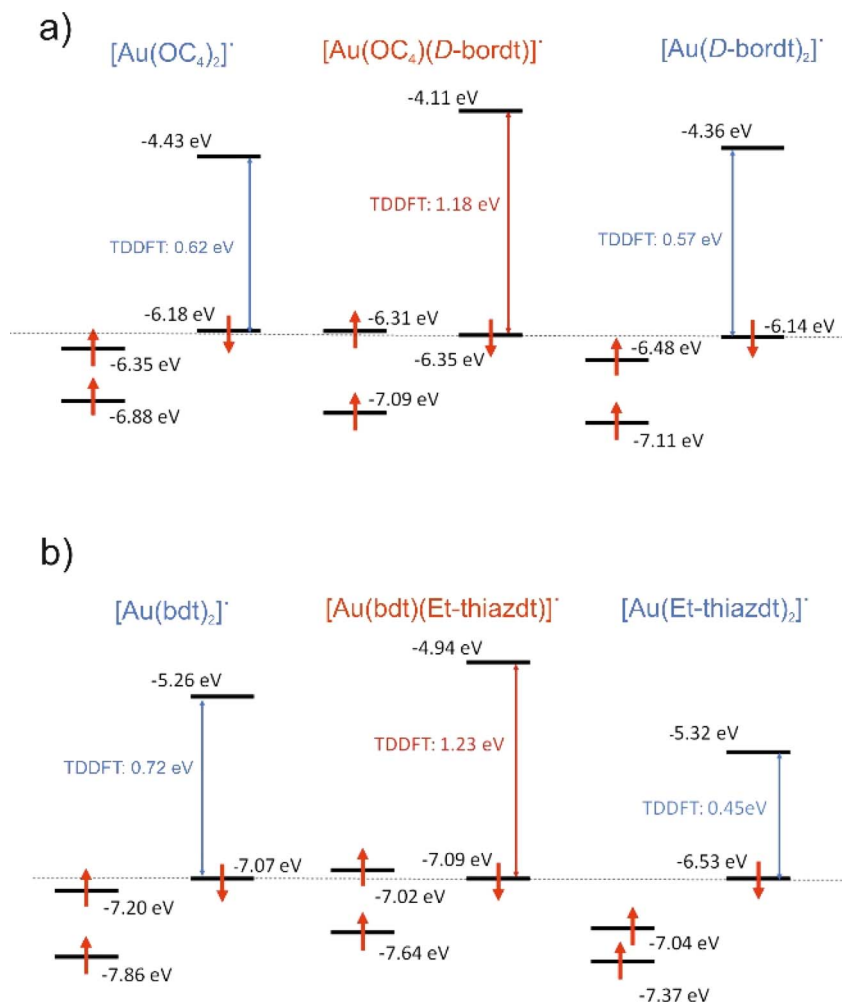 a)
[Au(OC₄)₂]˙ [Au(OC₄)(D-bordt)]˙ [Au(D-bordt)₂]˙
-4.11 eV
-4.43 eV -4.36 eV
TDDFT: 1.18 eV
TDDFT: 0.62 eV TDDFT: 0.57 eV
-6.18 eV -6.31 eV -6.14 eV
-6.35 eV -6.35 eV -6.48 eV
-6.88 eV -7.09 eV -7.11 eV
b)
[Au(bdt)₂]˙ [Au(bdt)(Et-thiazdt)]˙ [Au(Et-thiazdt)₂]˙
-4.94 eV
-5.26 eV -5.32 eV
TDDFT: 0.72 eV TDDFT: 1.23 eV
TDDFT: 0.45eV
-7.07 eV -7.09 eV -6.53 eV
-7.20 eV -7.02 eV
-7.86 eV -7.64 eV -7.04 eV
-7.37 eV